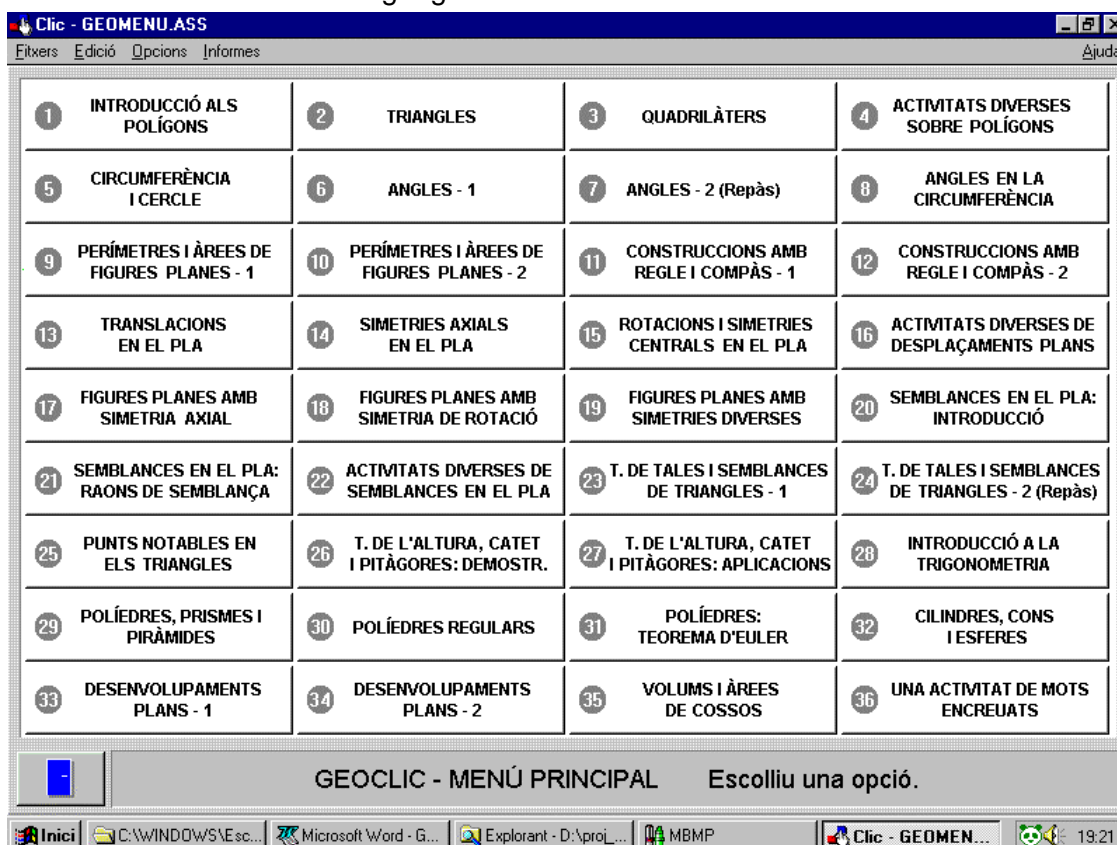 Clic - GEOMENU.ASS
Fitxers Edició Opcions Informes Ajuda
1 INTRODUCCIÓ ALS
POLÍGONS
2 TRIANGLES
3 QUADRILÀTERS
4 ACTIVITATS DIVERSES
SOBRE POLÍGONS
5 CIRCUMFERÈNCIA
I CERCLE
6 ANGLES - 1
7 ANGLES - 2 (Repàs)
8 ANGLES EN LA
CIRCUMFERÈNCIA
9 PERÍMETRES I ÀREES DE
FIGURES PLANES - 1
10 PERÍMETRES I ÀREES DE
FIGURES PLANES - 2
11 CONSTRUCCIONS AMB
REGLE I COMPÀS - 1
12 CONSTRUCCIONS AMB
REGLE I COMPÀS - 2
13 TRANSLACIONS
EN EL PLA
14 SIMETRIES AXIALS
EN EL PLA
15 ROTACIONS I SIMETRIES
CENTRALS EN EL PLA
16 ACTIVITATS DIVERSES DE
DESPLAÇAMENTS PLANS
17 FIGURES PLANES AMB
SIMETRIA AXIAL
18 FIGURES PLANES AMB
SIMETRIA DE ROTACIÓ
19 FIGURES PLANES AMB
SIMETRIES DIVERSES
20 SEMBLANCES EN EL PLA:
INTRODUCCIÓ
21 SEMBLANCES EN EL PLA:
RAONS DE SEMBLANÇA
22 ACTIVITATS DIVERSES DE
SEMBLANCES EN EL PLA
23 T. DE TALES I SEMBLANCES
DE TRIANGLES - 1
24 T. DE TALES I SEMBLANCES
DE TRIANGLES - 2 (Repàs)
25 PUNTS NOTABLES EN
ELS TRIANGLES
26 T. DE L'ALTURA, CATET
I PITÀGORES: DEMOSTR.
27 T. DE L'ALTURA, CATET
I PITÀGORES: APLICACIONS
28 INTRODUCCIÓ A LA
TRIGONOMETRIA
29 POLÍEDRES, PRISMES I
PIRÀMIDES
30 POLÍEDRES REGULARS
31 POLÍEDRES:
TEOREMA D'EULER
32 CILINDRES, CONS
I ESFERES
33 DESENVOLUPAMENTS
PLANS - 1
34 DESENVOLUPAMENTS
PLANS - 2
35 VOLUMS I ÀREES
DE COSSOS
36 UNA ACTIVITAT DE MOTS
ENCREUATS
GEOCLIC - MENÚ PRINCIPAL Escolliu una opció.
Inici C:\WINDOWS\Esc... Microsoft Word - G... Explorant - D:\proj_... MBMP Clic - GEOMEN... 19:21